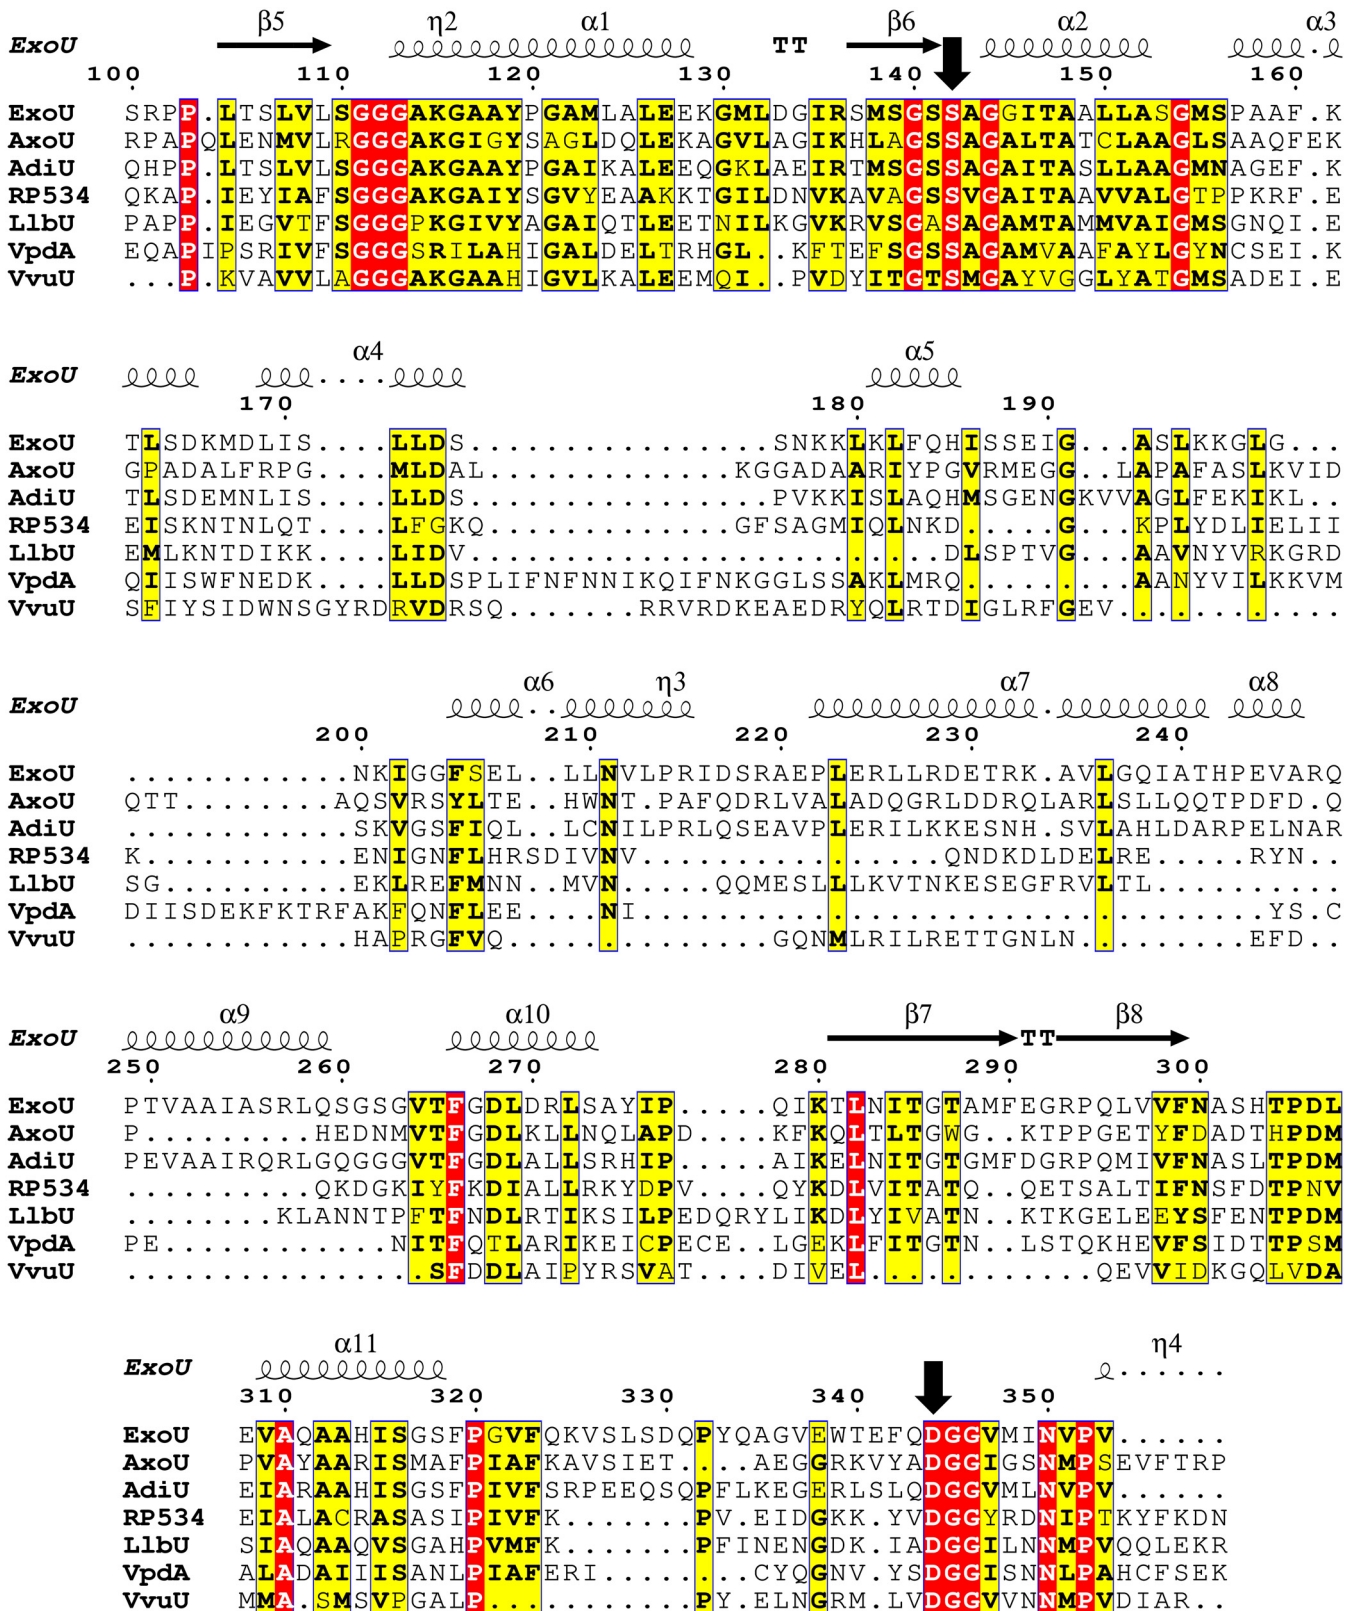 β5 η2 α1 β6 α2 α3
ExoU TT
100 110 120 130 140 150 160
ExoU SRPP.LTSLVLSGGGAKGAAYPGAMLALEEKGMLDGIRSMSGSSAGGITAALLASGMSPAAF.K
AxoU RPAPQLENMVLRGGGAKGIGYSAGLDQLEKAGVLAGIKHLAGSSAGALTATCLAAGLSAAQFEK
AdiU QHPP.LTSLVLSGGGAKGAAYPGAIKALEEQGKLAEIRTMSGSSAGAITASLLAAGMNAGEF.K
RP534 QKAP.IEYIAFSGGGAKGAIYSGVYEAAKKTGILDNVKAVAGSSVGAITAAVVALGTPPKRF.E
LlbU PAPP.IEGVTFSGGGPKGIVYAGAIQTLEETNILKGVKRVSGASAGAMTAMMVAIGMSGNQI.E
VpdA EQAPIPSRIVFSGGGSRILAHIGALDELTRHGL..KFTEFSGSSAGAMVAAFAYLGYNCSEI.K
VvuU ...P.KVAVVLAGGGAKGAAHIGVLKALEEMQI..PVDYITGTSMGAYVGGLYATGMSADEI.E
α4 α5
ExoU ....
170 180 190
ExoU TLSDKMDLIS....LLDS.................SNKKLKLFQHISSEIG...ASLKKGLG...
AxoU GPADALFRPG....MLDAL..............KGGADAARIYPGVRMEGG..LAPAFASLKVID
AdiU TLSDEMNLIS....LLDS.................PVKKISLAQHMSGENGKVVAGLFEKIKL..
RP534 EISKNTNLQT....LFGKQ..............GFSAGMIQLNKD.....G...KPLYDLIELII
LlbU EMLKNTDIKK....LIDV..........................DLSPTVG...AAVNYVRKGRD
VpdA QIISWFNEDK....LLDSPLIFNFNNIKQIFNKGGLSSAKLMRQ.........AANYVILKKVM
VvuU SFIYSIDWNSGYRDRVDRSQ.......RRVRDKEAEDRYQLRTDIGLRFGEV............
α6 η3 α7 α8
ExoU .. .
200 210 220 230 240
ExoU ............NKIGGFSEL..LLNVLPRIDSRAEPLERLLRDETRK.AVLGQIATHPEVARQ
AxoU QTT........AQSVRSYLTE..HWNT.PAFQDRLVALADQGRLDDRQLARLSLLQQTPDFD.Q
AdiU ............SKVGSFIQL..LCNILPRLQSEAVPLERILKKESNH.SVLAHLDARPELNAR
RP534 K...........ENIGNFLHRSDIVNV................QNDKDLDELRE.....RYN..
LlbU SG..........EKLREFMNN..MVN.....QQMESLLLKVTNKESEGFRVLTL..........
VpdA DIISDEKFKTRFAKFQNFLEE....NI.................................YS.C
VvuU ............HAPRGFVQ..............GQNMLRILRETTGNLN.........EFD..
α9 α10 β7 β8
ExoU TT
250 260 270 280 290 300
ExoU PTVAAIASRLQSGSGVTFGDLDRLSAYIP.....QIKTLNITGTAMFEGRPQLVVFNASHTPDL
AxoU P.........HEDNMVTFGDLKLLNQLAPD....KFKQLTLTGWG..KTPPGETYFDADTHPDM
AdiU PEVAAIRQRLGQGGGVTFGDLALLSRHIP.....AIKELNITGTGMFDGRPQMIVFNASLTPDM
RP534 ..........QKDGKIYFKDIALLRKYDPV....QYKDLVITATQ..QETSALTIFNSFDTPNV
LlbU ........KLANNTPFTFNDLRTIKSILPEDQRYLIKDLYIVATN..KTKGELEEYSFENTPDM
VpdA PE............NITFQTLARIKEICPECE..LGEKLFITGTN..LSTQKHEVFSIDTTPSM
VvuU ................SFDDLAIPYRSVAT....DIVEL............QEVVIDKGQLVDA
α11 η4
ExoU ......
310 320 330 340 350
ExoU EVAQAAHISGSFPGVFQKVSLSDQPYQAGVEWTEFQDGGVMINVPV......
AxoU PVAYAARISMAFPIAFKAVSIET....AEGGRKVYADGGIGSNMPSEVFTRP
AdiU EIARAAHISGSFPIVFSRPEEQSQPFLKEGERLSLQDGGVMLNVPV......
RP534 EIALACRASASIPIVFK.......PV.EIDGKK.YVDGGYRDNIPTKYFKDN
LlbU SIAQAAQVSGAHPVMFK.......PFINENGDK.IADGGILNNMPVQQLEKR
VpdA ALADAIIISANLPIAFERI........CYQGNV.YSDGGISNNLPAHCFSEK
VvuU MMA.SMSVPGALP...........PY.ELNGRM.LVDGGVVNNMPVDIAR..